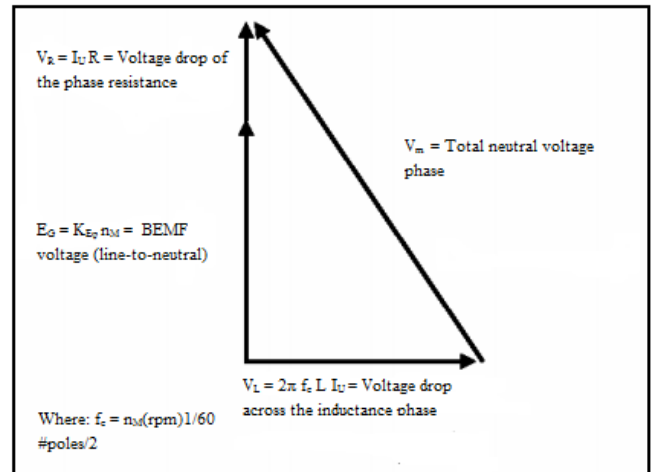 V_R = I_U R = Voltage drop of
the phase resistance
V_m = Total neutral voltage
phase
E_G = K_Eg n_M = BEMF
voltage (line-to-neutral)
V_L = 2π f_e L I_U = Voltage drop
across the inductance phase
Where: f_e = n_M(rpm)1/60
#poles/2